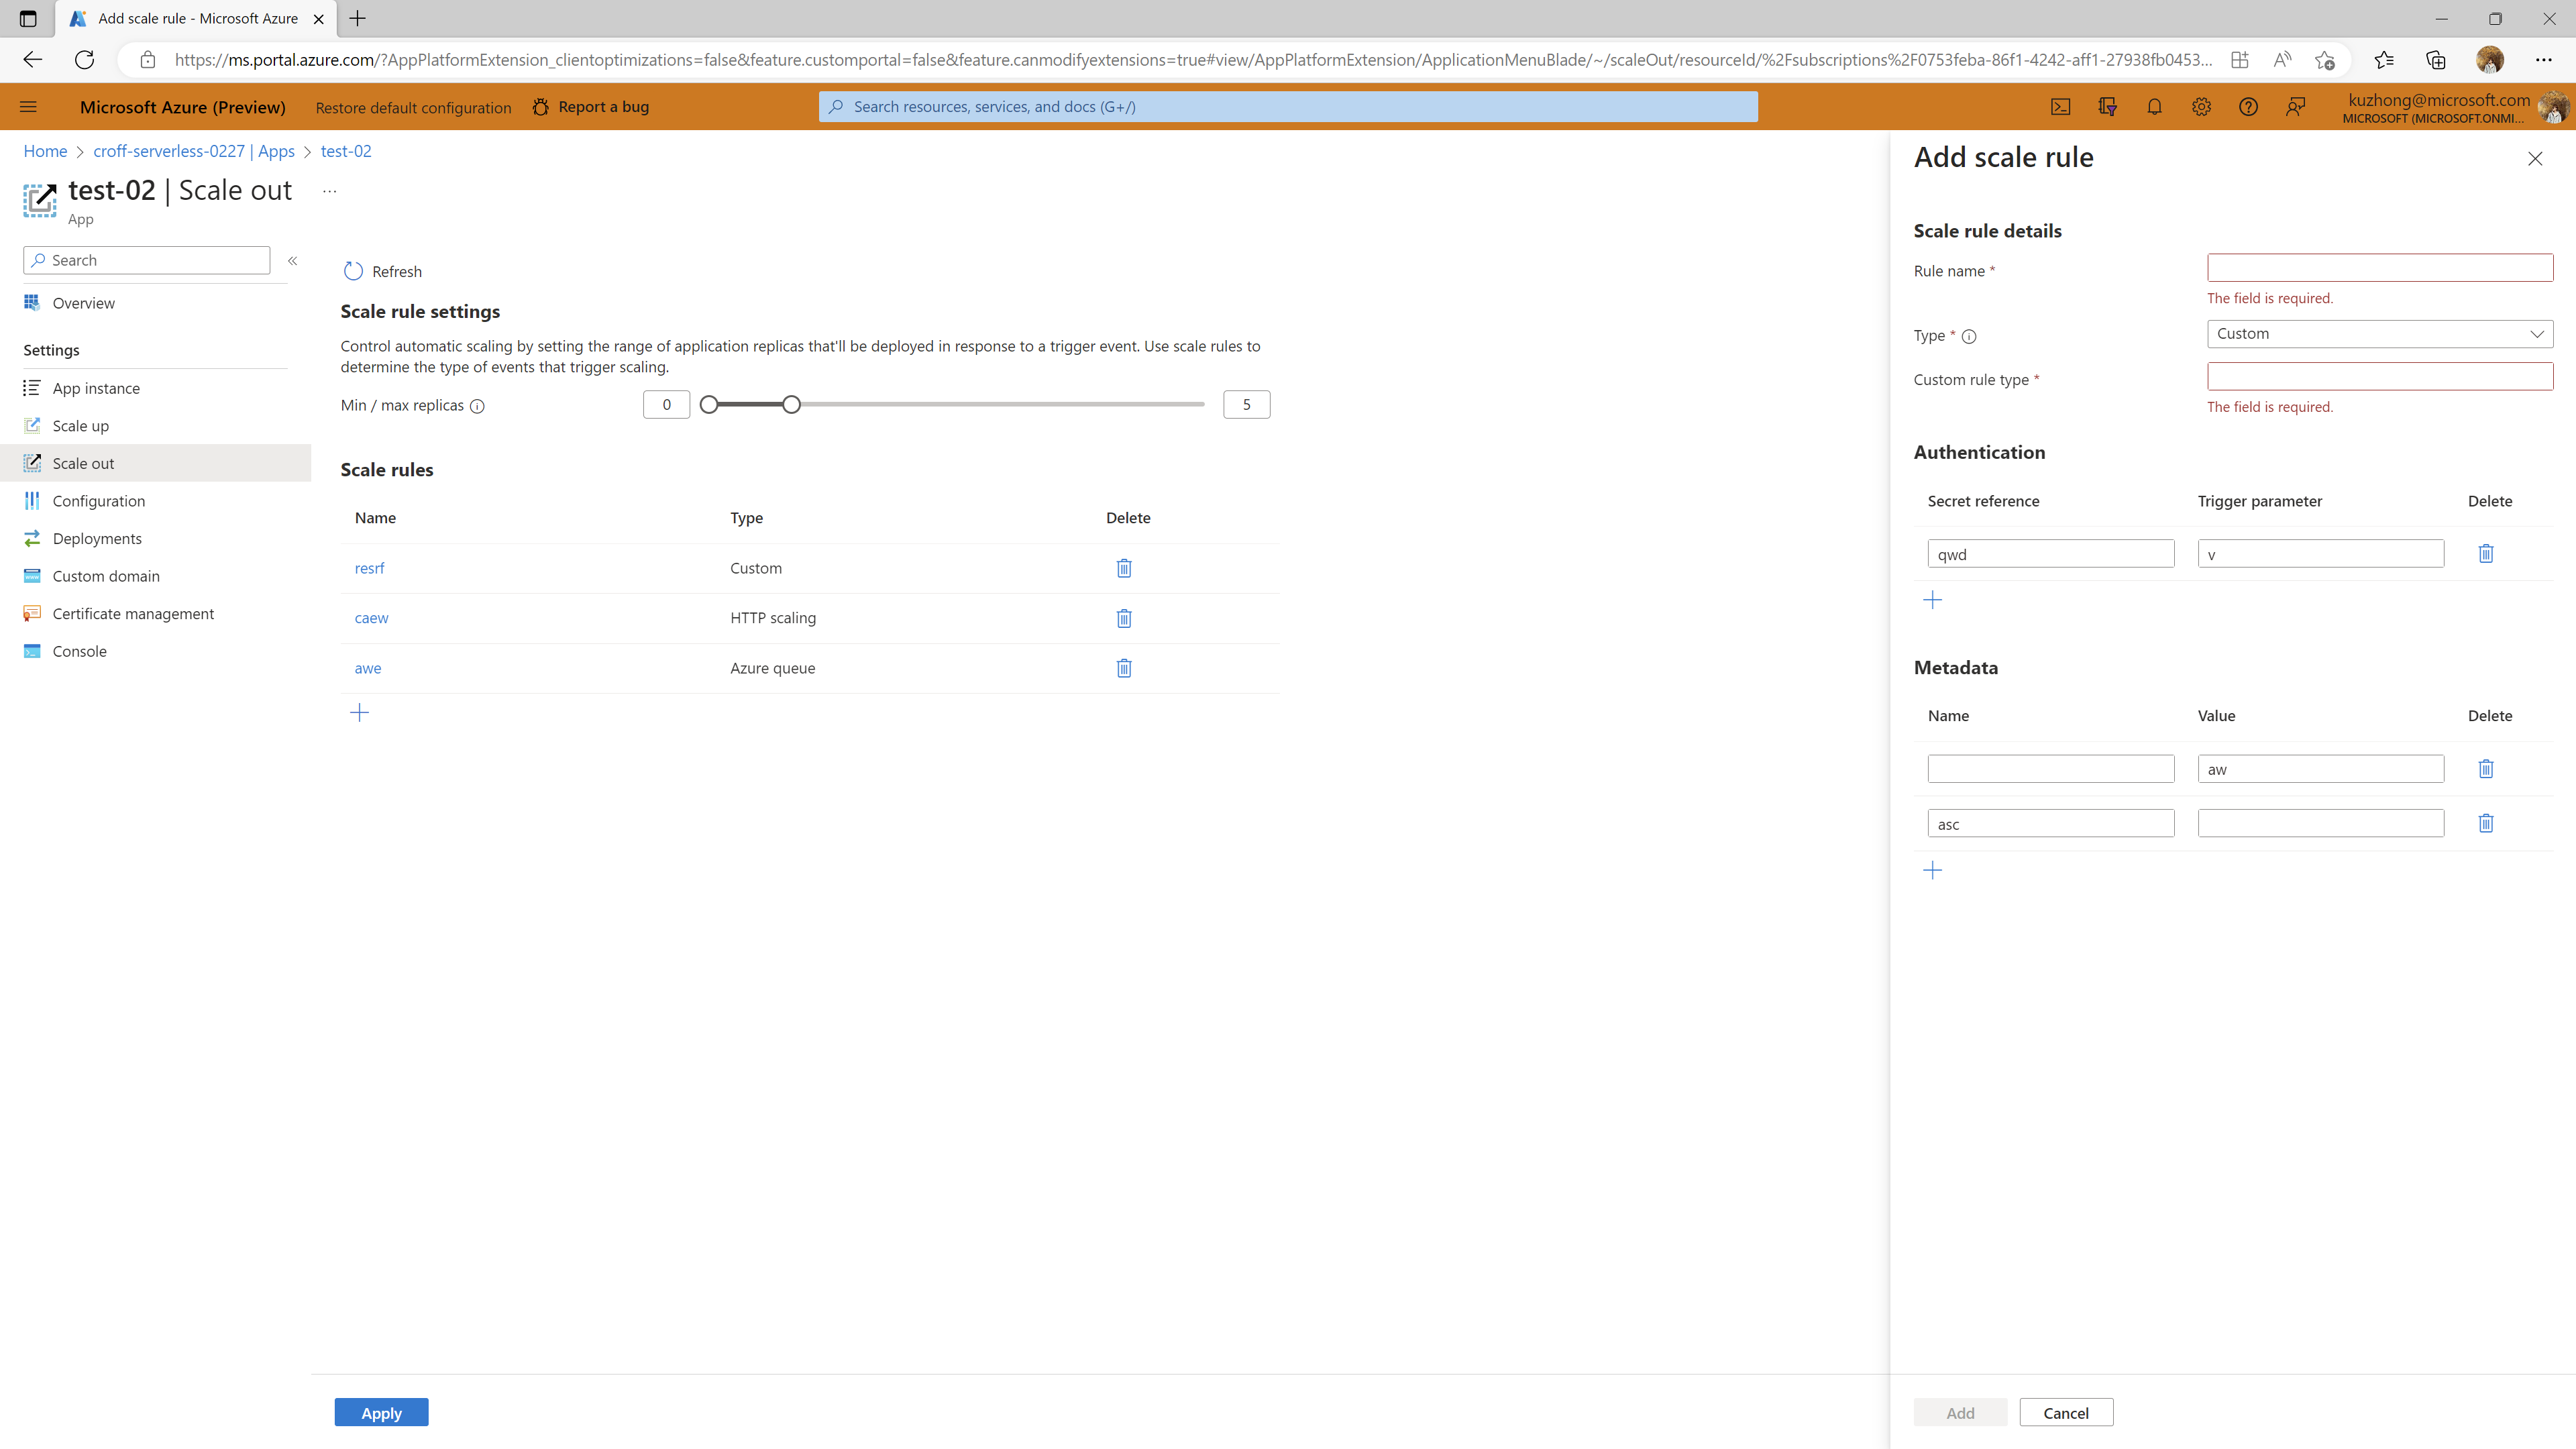 Add scale rule - Microsoft Azure
https://ms.portal.azure.com/?AppPlatformExtension_clientoptimizations=false&feature.customportal=false&feature.canmodifyextensions=true#view/AppPlatformExtension/ApplicationMenuBlade/~/scaleOut/resourceId/%2Fsubscriptions%2F0753feba-86f1-4242-aff1-27938fb0453...
Microsoft Azure (Preview) Restore default configuration Report a bug Search resources, services, and docs (G+/) kuzhong@microsoft.com
MICROSOFT (MICROSOFT.ONMI...
Home > croff-serverless-0227 | Apps > test-02
test-02 | Scale out ...
App
Search «
Overview
Settings
App instance
Scale up
Scale out
Configuration
Deployments
Custom domain
Certificate management
Console
Refresh
Scale rule settings
Control automatic scaling by setting the range of application replicas that'll be deployed in response to a trigger event. Use scale rules to
determine the type of events that trigger scaling.
Min / max replicas 0 5
Scale rules
Name Type Delete
resrf Custom
caew HTTP scaling
awe Azure queue
Apply
Add scale rule
Scale rule details
Rule name *
The field is required.
Type * Custom
Custom rule type *
The field is required.
Authentication
Secret reference Trigger parameter Delete
qwd v
Metadata
Name Value Delete
aw
asc
Add Cancel